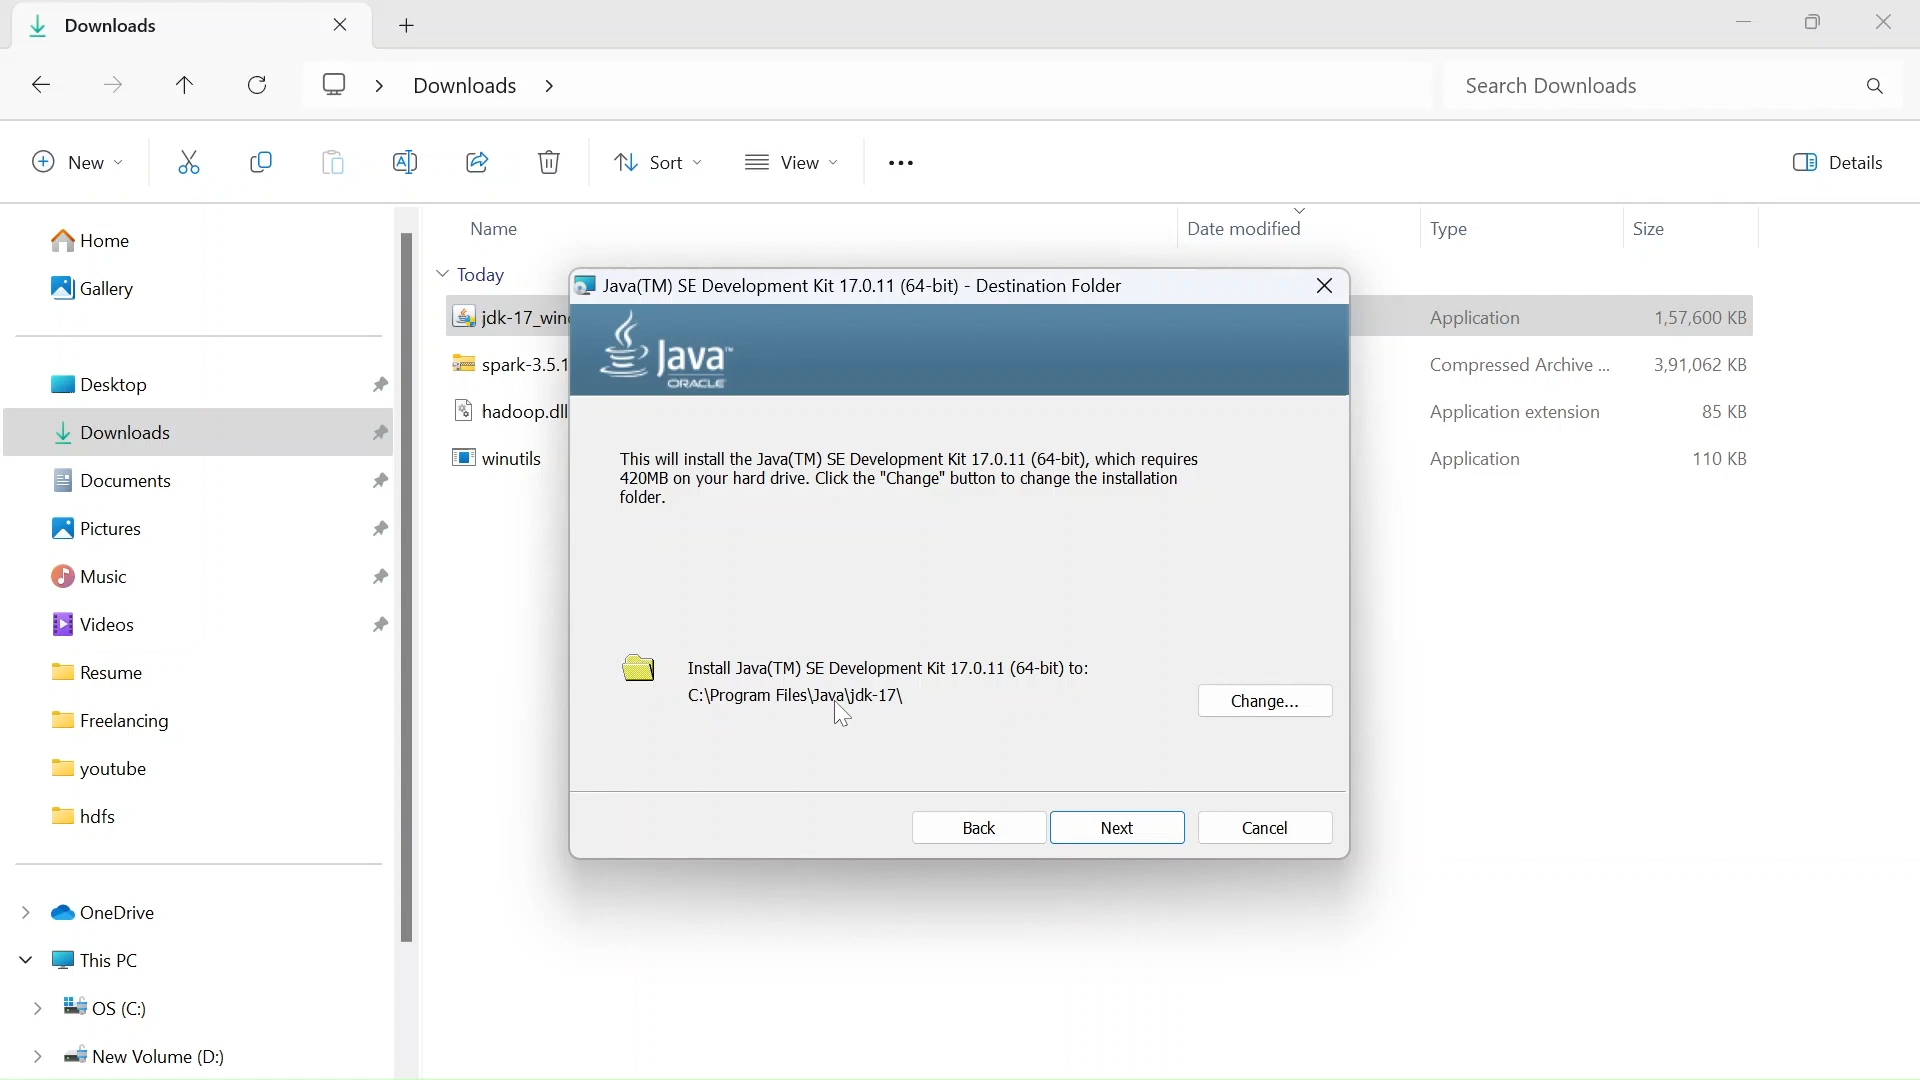 Downloads
Downloads
Search Downloads
New
Sort
View
Details
Home
Gallery
Desktop
Downloads
Documents
Pictures
Music
Videos
Resume
Freelancing
youtube
hdfs
OneDrive
This PC
OS (C:)
New Volume (D:)
Name Date modified Type Size
Today
jdk-17_wind Application 1,57,600 KB
spark-3.5.1 Compressed Archive ... 3,91,062 KB
hadoop.dll Application extension 85 KB
winutils Application 110 KB
Java(TM) SE Development Kit 17.0.11 (64-bit) - Destination Folder
Java™
ORACLE
This will install the Java(TM) SE Development Kit 17.0.11 (64-bit), which requires
420MB on your hard drive. Click the "Change" button to change the installation
folder.
Install Java(TM) SE Development Kit 17.0.11 (64-bit) to:
C:\Program Files\Java\jdk-17\
Change...
Back
Next
Cancel